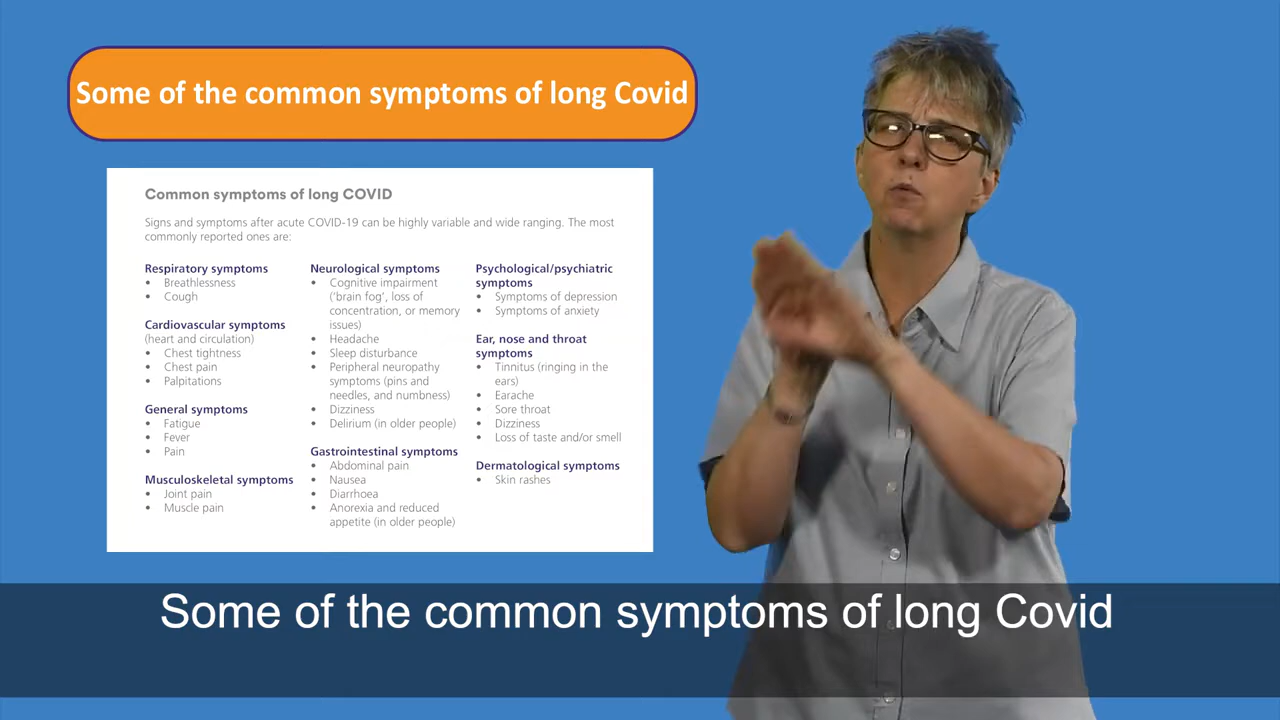 Some of the common symptoms of long Covid
Common symptoms of long COVID
Signs and symptoms after acute COVID-19 can be highly variable and wide ranging. The most
commonly reported ones are:
Respiratory symptoms
• Breathlessness
• Cough
Cardiovascular symptoms
(heart and circulation)
• Chest tightness
• Chest pain
• Palpitations
General symptoms
• Fatigue
• Fever
• Pain
Musculoskeletal symptoms
• Joint pain
• Muscle pain
Neurological symptoms
• Cognitive impairment
('brain fog', loss of
concentration, or memory
issues)
• Headache
• Sleep disturbance
• Peripheral neuropathy
symptoms (pins and
needles, and numbness)
• Dizziness
• Delirium (in older people)
Gastrointestinal symptoms
• Abdominal pain
• Nausea
• Diarrhoea
• Anorexia and reduced
appetite (in older people)
Psychological/psychiatric
symptoms
• Symptoms of depression
• Symptoms of anxiety
Ear, nose and throat
symptoms
• Tinnitus (ringing in the
ears)
• Earache
• Sore throat
• Dizziness
• Loss of taste and/or smell
Dermatological symptoms
• Skin rashes
Some of the common symptoms of long Covid